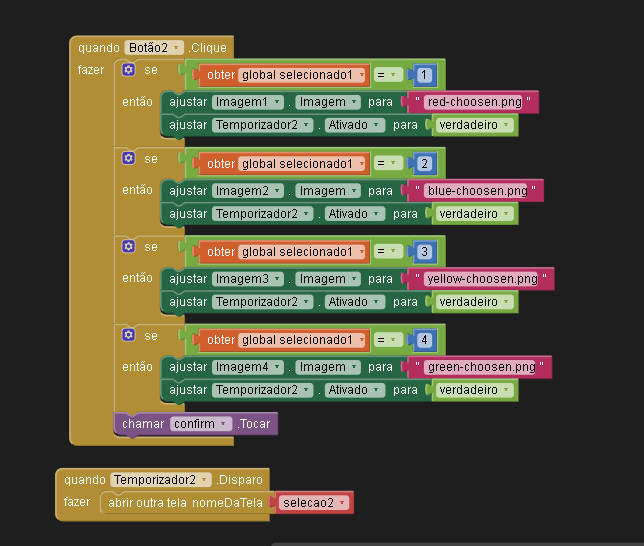 quando Botão2 .Clique
fazer se obter global selecionado1 = 1
então ajustar Imagem1 . Imagem para " red-choosen.png "
ajustar Temporizador2 . Ativado para verdadeiro
se obter global selecionado1 = 2
então ajustar Imagem2 . Imagem para " blue-choosen.png "
ajustar Temporizador2 . Ativado para verdadeiro
se obter global selecionado1 = 3
então ajustar Imagem3 . Imagem para " yellow-choosen.png "
ajustar Temporizador2 . Ativado para verdadeiro
se obter global selecionado1 = 4
então ajustar Imagem4 . Imagem para " green-choosen.png "
ajustar Temporizador2 . Ativado para verdadeiro
chamar confirm .Tocar
quando Temporizador2 .Disparo
fazer abrir outra tela nomeDaTela selecao2